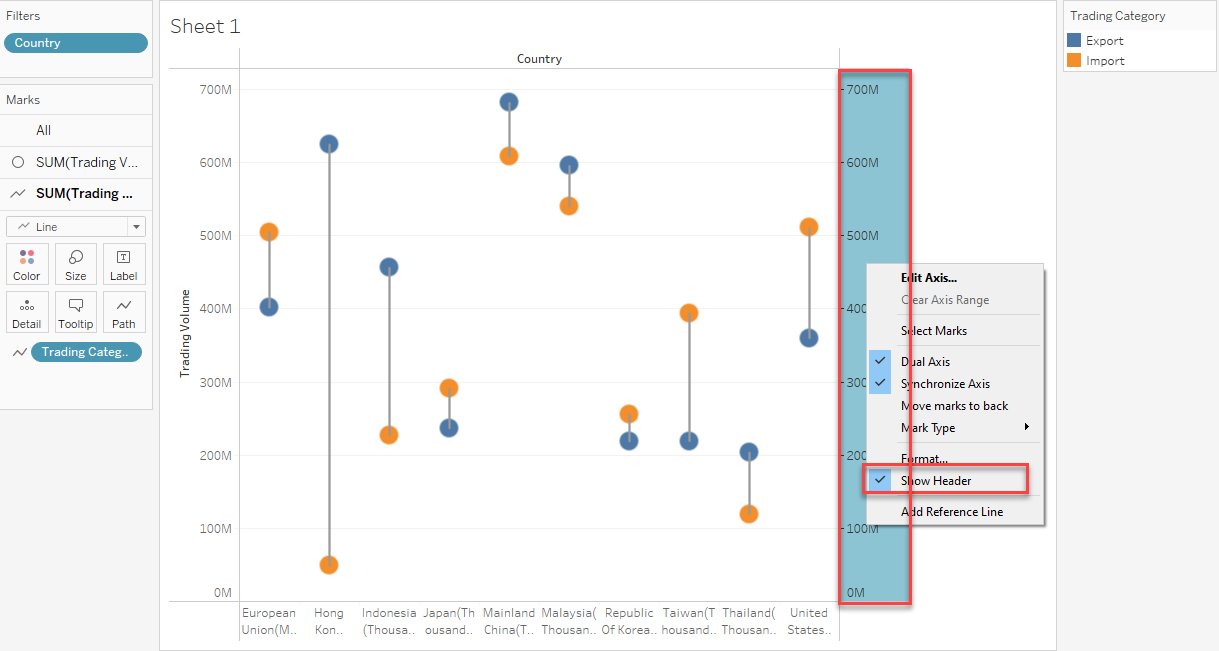 Filters
Country
Marks
All
SUM(Trading V...
SUM(Trading ...
Line
Color
Size
Label
Detail
Tooltip
Path
Trading Categ..
Sheet 1
Country
Trading Volume
700M
600M
500M
400M
300M
200M
100M
0M
European
Union(M..
Hong
Kon..
Indonesia
(Thousa..
Japan(Th
ousand..
Mainland
China(T..
Malaysia(
Thousan..
Republic
Of Korea..
Taiwan(T
housand..
Thailand(
Thousan..
United
States..
700M
600M
500M
400
300
200
100M
0M
Edit Axis...
Clear Axis Range
Select Marks
Dual Axis
Synchronize Axis
Move marks to back
Mark Type
Format...
Show Header
Add Reference Line
Trading Category
Export
Import